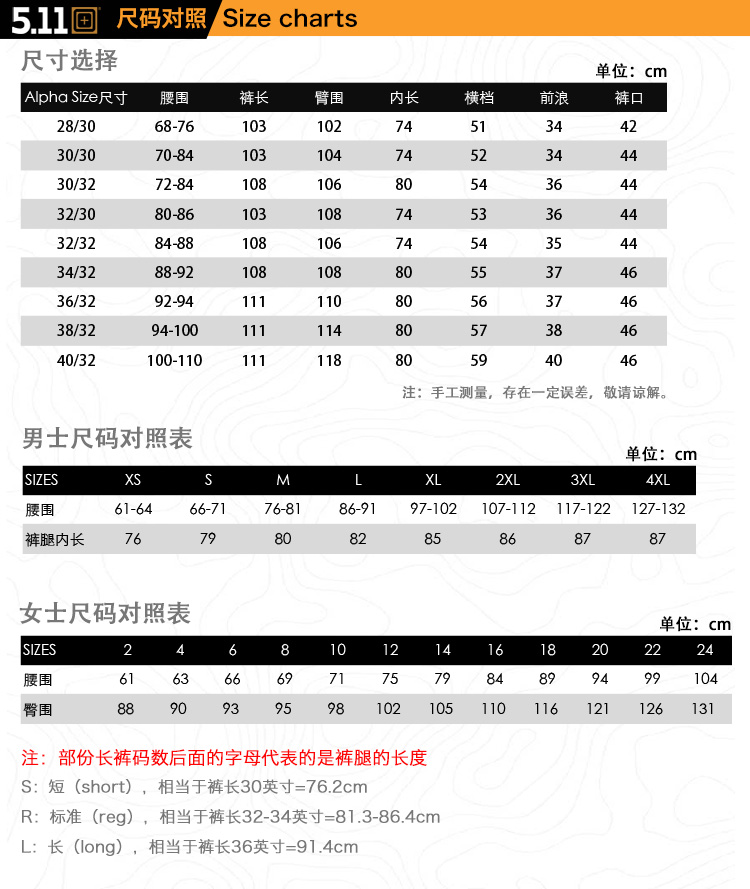 5.11 尺码对照 Size charts
尺寸选择
单位：cm
Alpha Size尺寸 腰围 裤长 臂围 内长 横档 前浪 裤口
28/30 68-76 103 102 74 51 34 42
30/30 70-84 103 104 74 52 34 44
30/32 72-84 108 106 80 54 36 44
32/30 80-86 103 108 74 53 36 44
32/32 84-88 108 106 74 54 35 44
34/32 88-92 108 108 80 55 37 46
36/32 92-94 111 110 80 56 37 46
38/32 94-100 111 114 80 57 38 46
40/32 100-110 111 118 80 59 40 46
注：手工测量，存在一定误差，敬请谅解。
男士尺码对照表
单位：cm
SIZES XS S M L XL 2XL 3XL 4XL
腰围 61-64 66-71 76-81 86-91 97-102 107-112 117-122 127-132
裤腿内长 76 79 80 82 85 86 87 87
女士尺码对照表
单位：cm
SIZES 2 4 6 8 10 12 14 16 18 20 22 24
腰围 61 63 66 69 71 75 79 84 89 94 99 104
臀围 88 90 93 95 98 102 105 110 116 121 126 131
注：部份长裤码数后面的字母代表的是裤腿的长度
S：短（short），相当于裤长30英寸=76.2cm
R：标准（reg），相当于裤长32-34英寸=81.3-86.4cm
L：长（long），相当于裤长36英寸=91.4cm